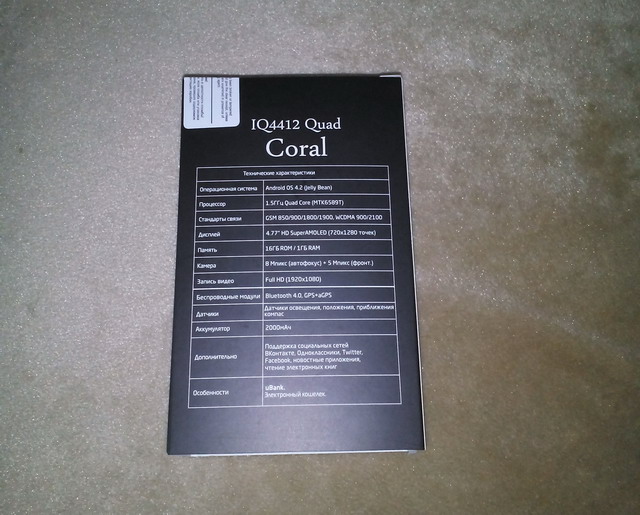 IQ4412 Quad
Coral
Технические характеристики
Операционная система Android OS 4.2 (Jelly Bean)
Процессор 1.5ГГц Quad Core (MTK6589T)
Стандарты связи GSM 850/900/1800/1900, WCDMA 900/2100
Дисплей 4.77" HD SuperAMOLED (720x1280 точек)
Память 16ГБ ROM / 1ГБ RAM
Камера 8 Мпикс (автофокус) + 5 Мпикс (фронт.)
Запись видео Full HD (1920x1080)
Беспроводные модули Bluetooth 4.0, GPS+aGPS
Датчики Датчики освещения, положения, приближения
компас
Аккумулятор 2000мАч
Дополнительно Поддержка социальных сетей
ВКонтакте, Одноклассники, Twitter,
Facebook, новостные приложения,
чтение электронных книг
Особенности uBank.
Электронный кошелек.